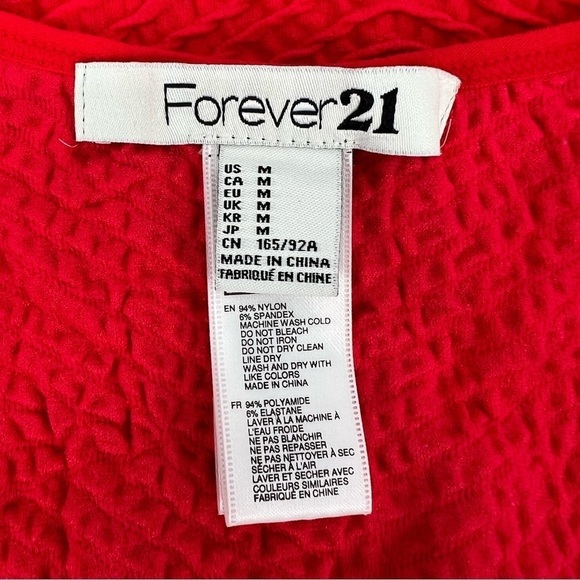 Forever21
US M
CA M
EU M
UK M
KR M
JP M
CN 165/92A
MADE IN CHINA
FABRIQUÉ EN CHINE
EN 94% NYLON
6% SPANDEX
MACHINE WASH COLD
DO NOT BLEACH
DO NOT IRON
DO NOT DRY CLEAN
LINE DRY
WASH AND DRY WITH
LIKE COLORS
MADE IN CHINA
FR 94% POLYAMIDE
6% ELASTANE
LAVER À LA MACHINE À
L'EAU FROIDE
NE PAS BLANCHIR
NE PAS REPASSER
NE PAS NETTOYER À SEC
SÉCHER À L'AIR
LAVER ET SÉCHER AVEC
COULEURS SIMILAIRES
FABRIQUÉ EN CHINE